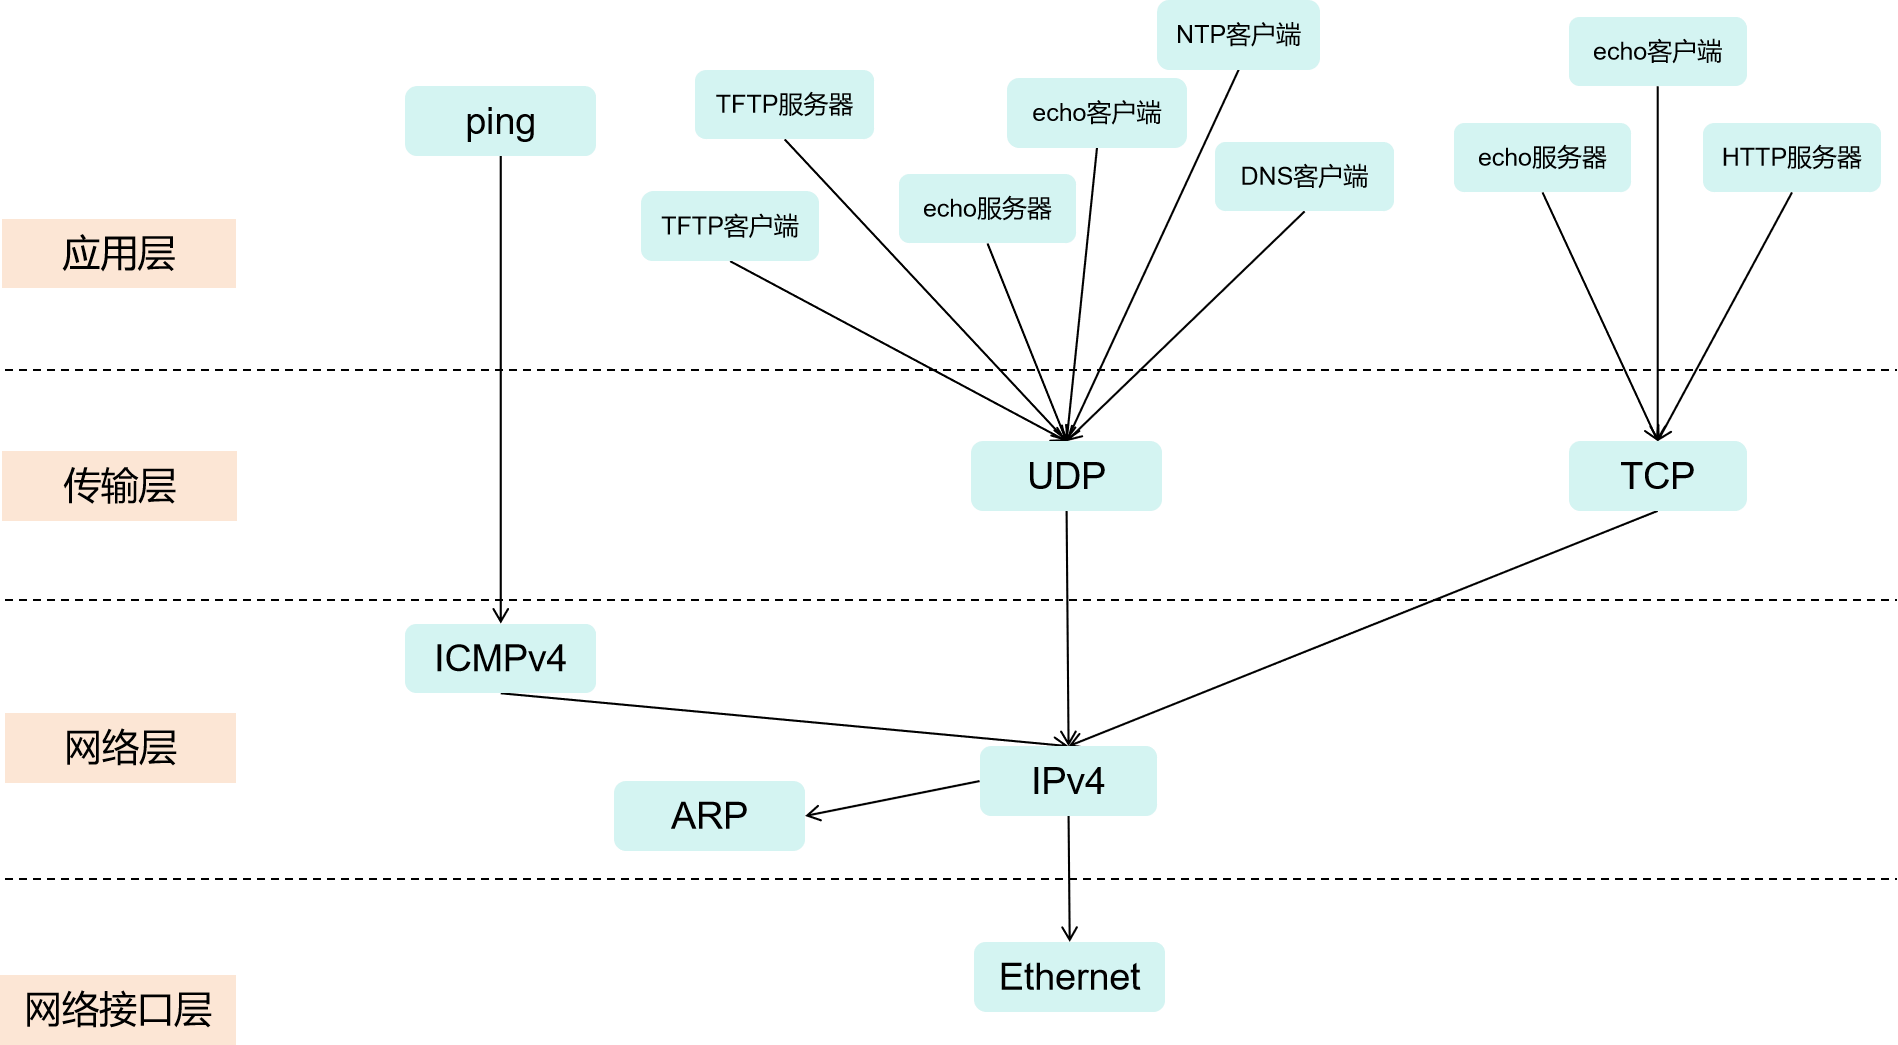 NTP客户端
echo客户端
TFTP服务器
echo客户端
ping
echo服务器
HTTP服务器
DNS客户端
echo服务器
TFTP客户端
应用层
传输层
UDP
TCP
ICMPv4
网络层
IPv4
ARP
Ethernet
网络接口层